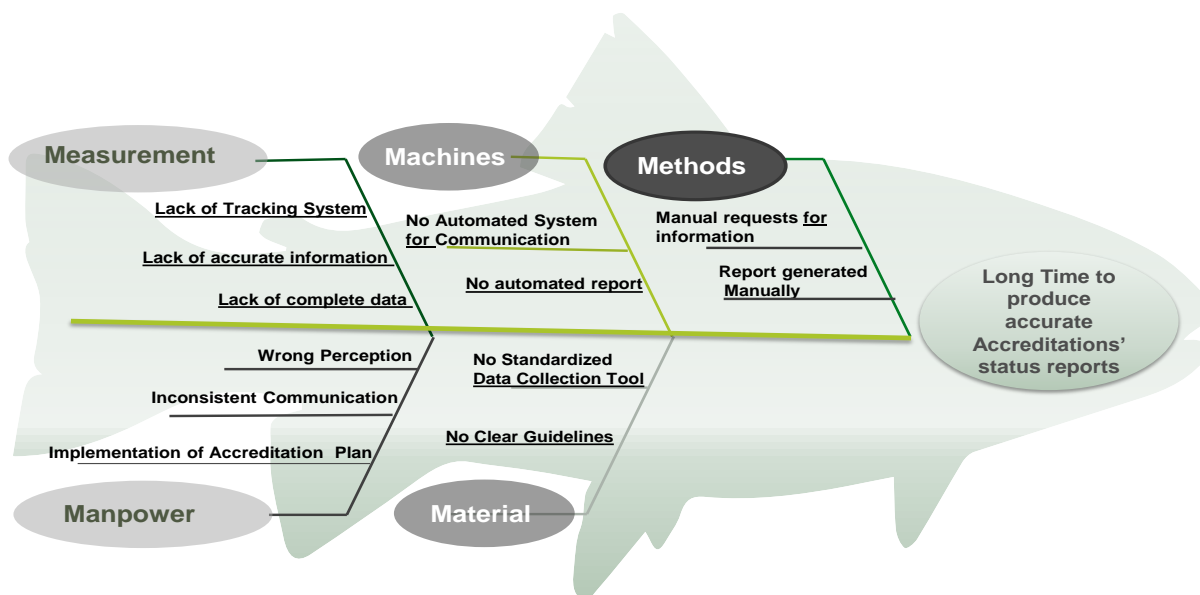 Measurement
Machines
Methods
Lack of Tracking System
Lack of accurate information
Lack of complete data
No Automated System
for Communication
No automated report
Manual requests for
information
Report generated
Manually
Long Time to
produce
accurate
Accreditations’
status reports
Wrong Perception
Inconsistent Communication
Implementation of Accreditation Plan
No Standardized
Data Collection Tool
No Clear Guidelines
Manpower
Material